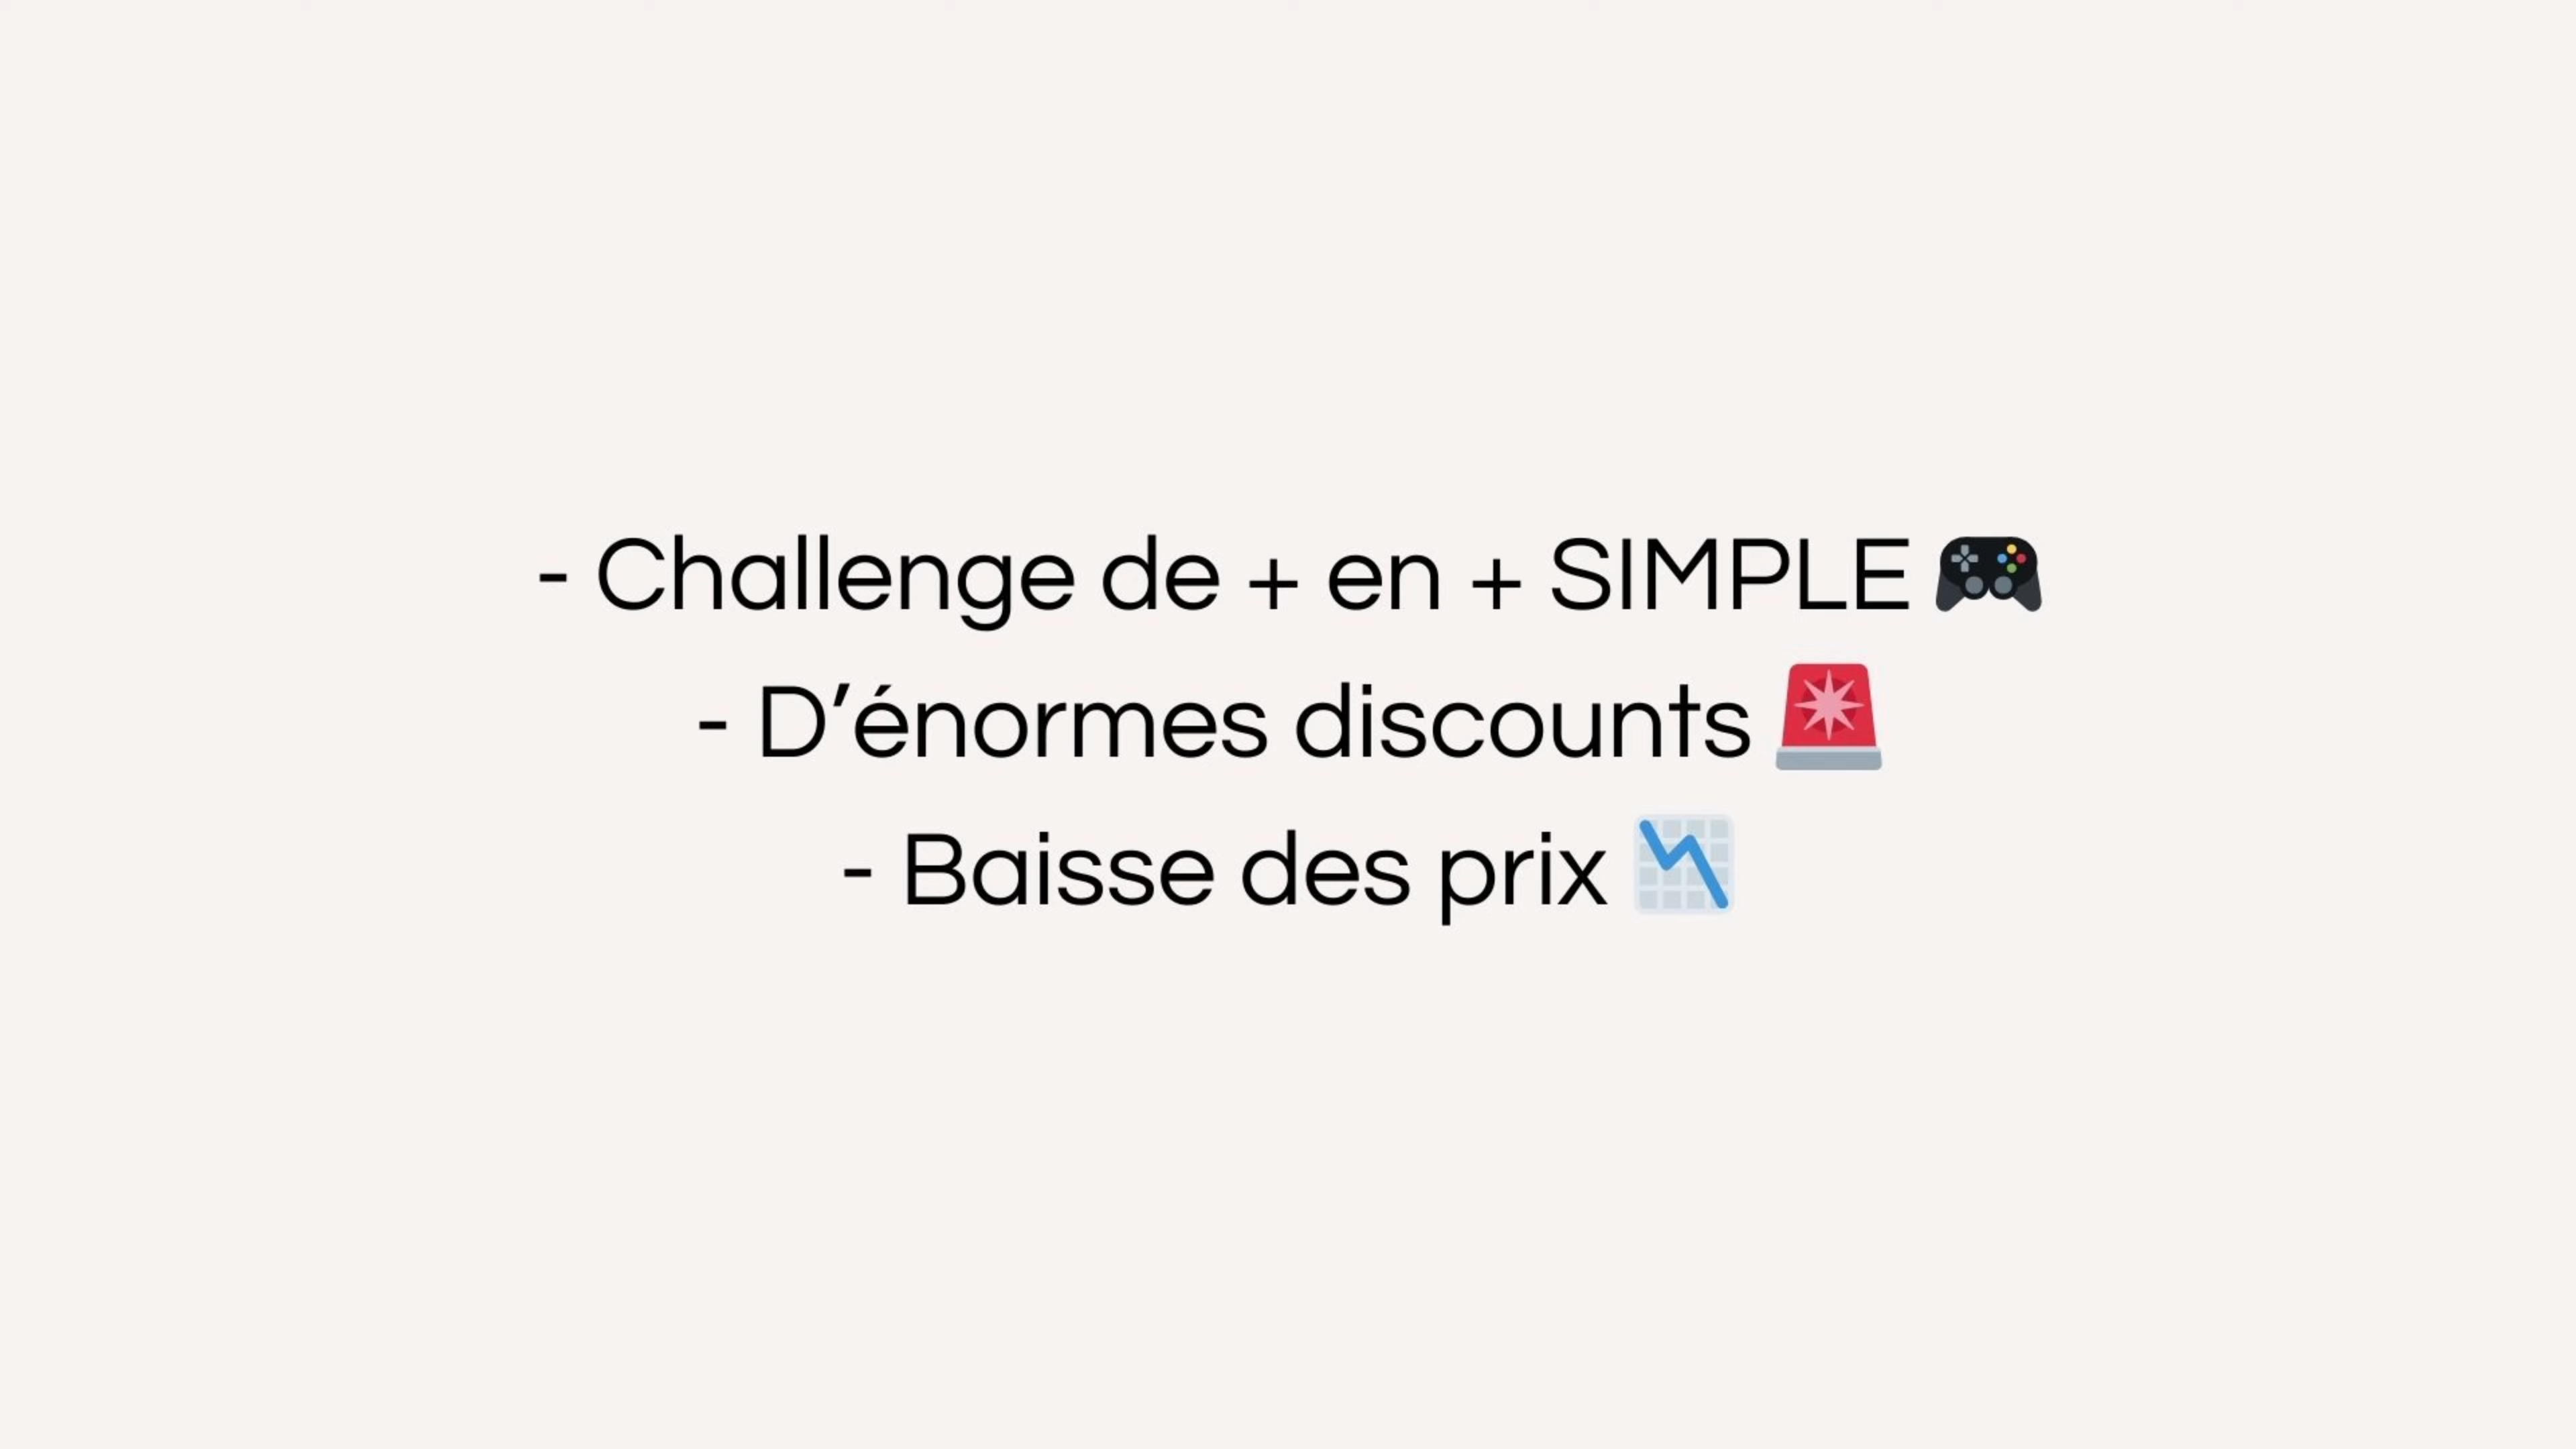 - Challenge de + en + SIMPLE 🎮
- D’énormes discounts 🚨
- Baisse des prix 📉